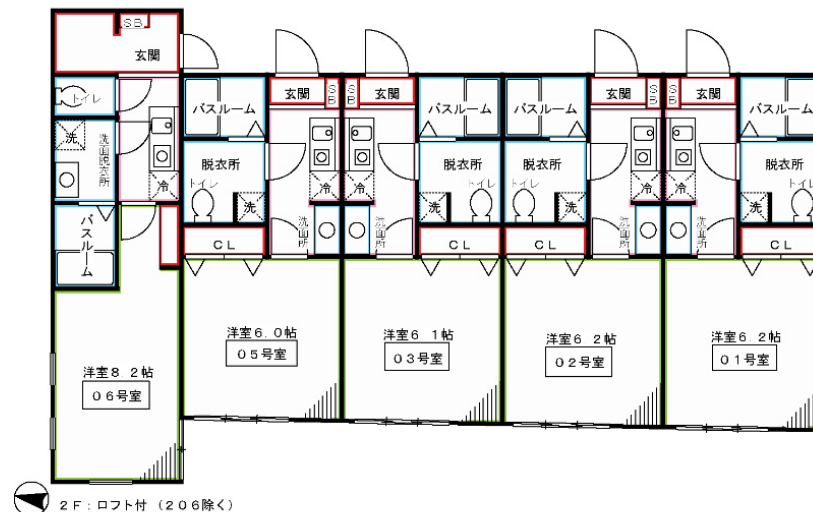 SB
玄関
トイレ
洗
洗面脱衣所
冷
バスルーム
洋室8.2帖
06号室
バスルーム
玄関
SB
脱衣所
トイレ
洗
冷
洗面所
CL
洋室6.0帖
05号室
SB
玄関
バスルーム
冷
脱衣所
トイレ
洗
洗面所
CL
洋室6.1帖
03号室
バスルーム
玄関
SB
脱衣所
トイレ
洗
冷
洗面所
CL
洋室6.2帖
02号室
SB
玄関
バスルーム
冷
脱衣所
トイレ
洗
洗面所
CL
洋室6.2帖
01号室
2F:ロフト付(206除く)